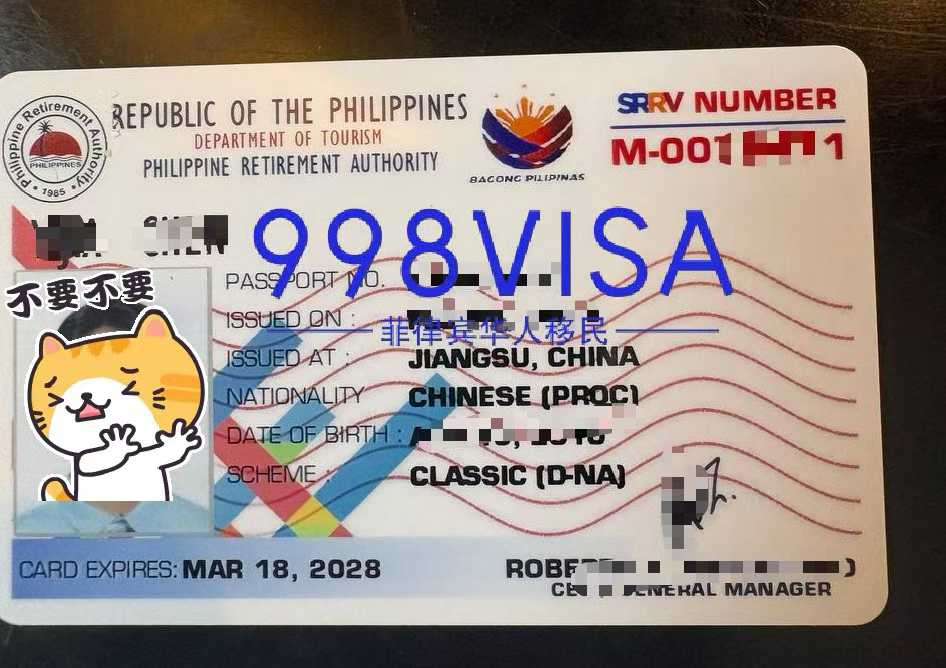 Philippine Retirement Authority
PHILIPPINES
1985
REPUBLIC OF THE PHILIPPINES
DEPARTMENT OF TOURISM
PHILIPPINE RETIREMENT AUTHORITY
BAGONG PILIPINAS
SRRV NUMBER
998VISA
菲律宾华人移民
不要不要
PASSPORT NO.
ISSUED ON :
ISSUED AT : JIANGSU, CHINA
NATIONALITY CHINESE (PROC)
DATE OF BIRTH :
SCHEME : CLASSIC (D-NA)
CARD EXPIRES: MAR 18, 2028
GENERAL MANAGER